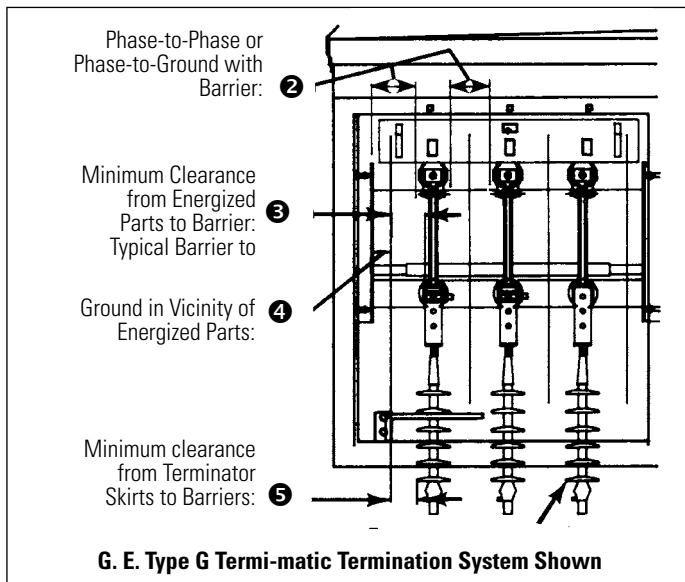 Phase-to-Phase or
Phase-to-Ground with
Barrier: ❷
Minimum Clearance
from Energized
Parts to Barrier: ❸
Typical Barrier to
Ground in Vicinity of ❹
Energized Parts:
Minimum clearance
from Terminator
Skirts to Barriers: ❺
G. E. Type G Termi-matic Termination System Shown